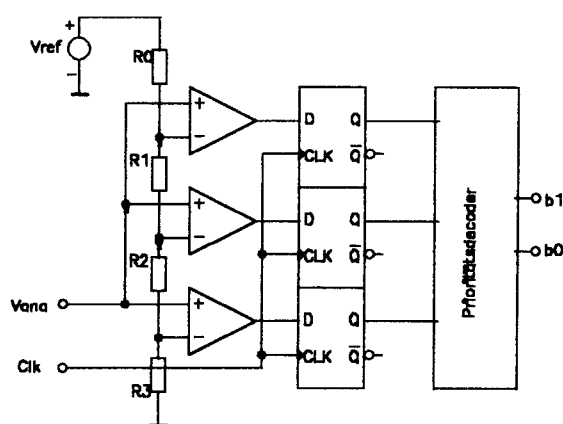 +
Vref
−
R0
+
−
D Q
CLK Q̅
R1
+
−
D Q
CLK Q̅
b1
b0
R2
Vana
+
−
D Q
CLK Q̅
Clk
R3